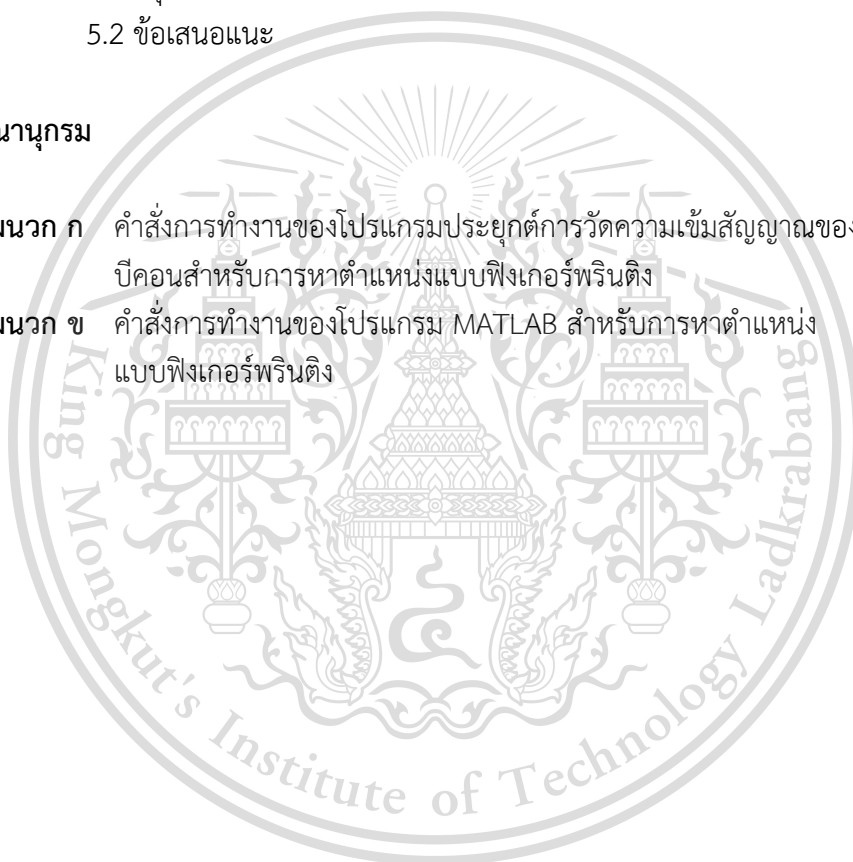 5.2 ข้อเสนอแนะ
นานุกรม
นวก ก คำสั่งการทำงานของโปรแกรมประยุกต์การวัดความเข้มสัญญาณของ
บีคอนสำหรับการหาตำแหน่งแบบฟิงเกอร์พรินติง
นวก ข คำสั่งการทำงานของโปรแกรม MATLAB สำหรับการหาตำแหน่ง
แบบฟิงเกอร์พรินติง
King Mongkut's Institute of Technology Ladkrabang